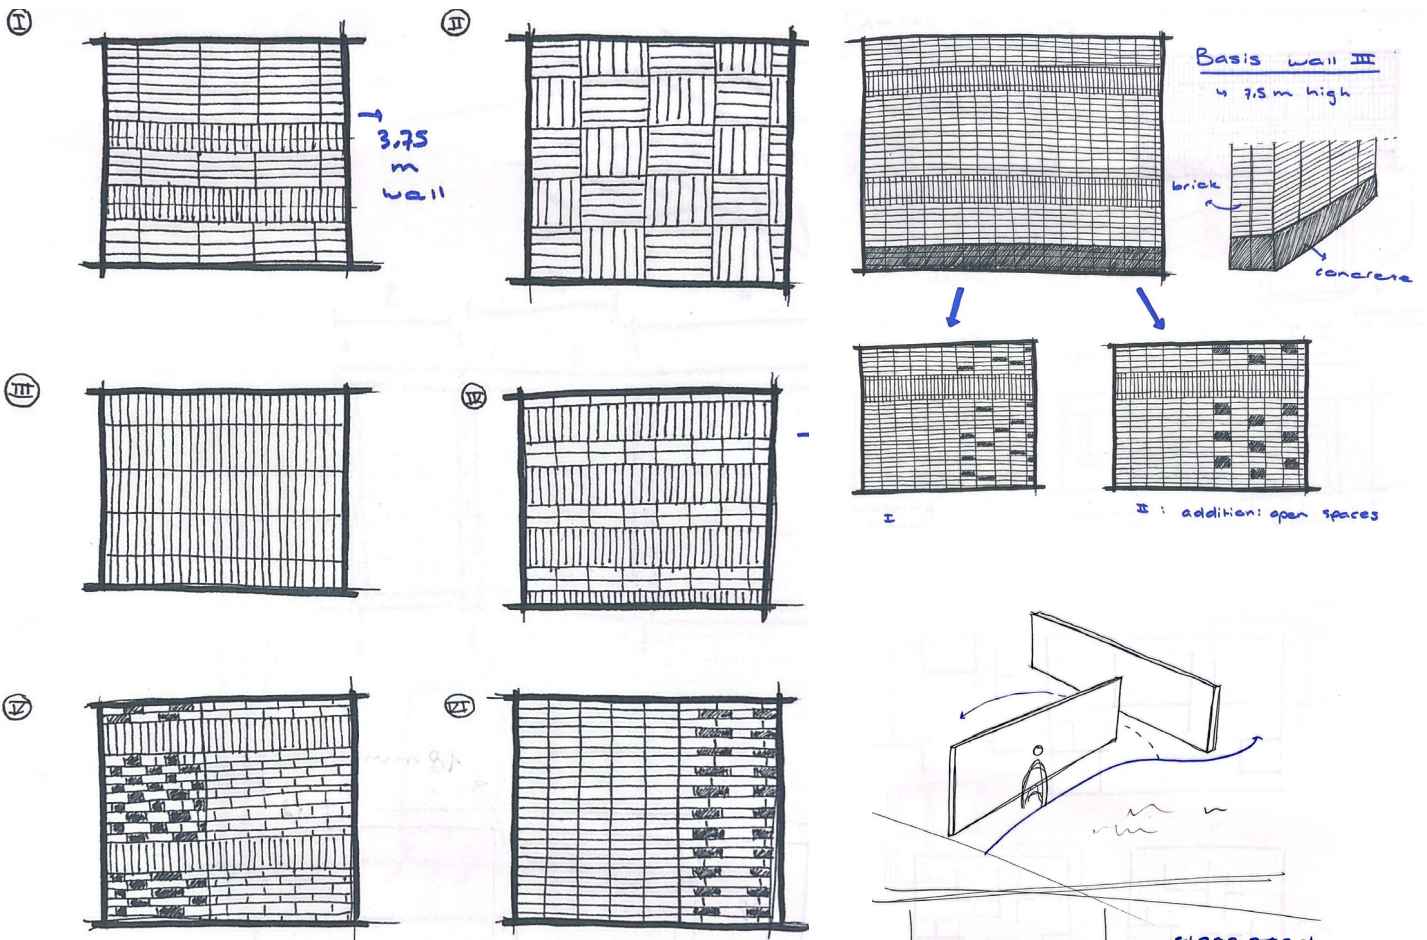 I
II
→ 3,75
m
wall
Basis wall III
↳ 7,5 m high
brick
concrete
I
II : addition: open spaces
III
IV
V
VI